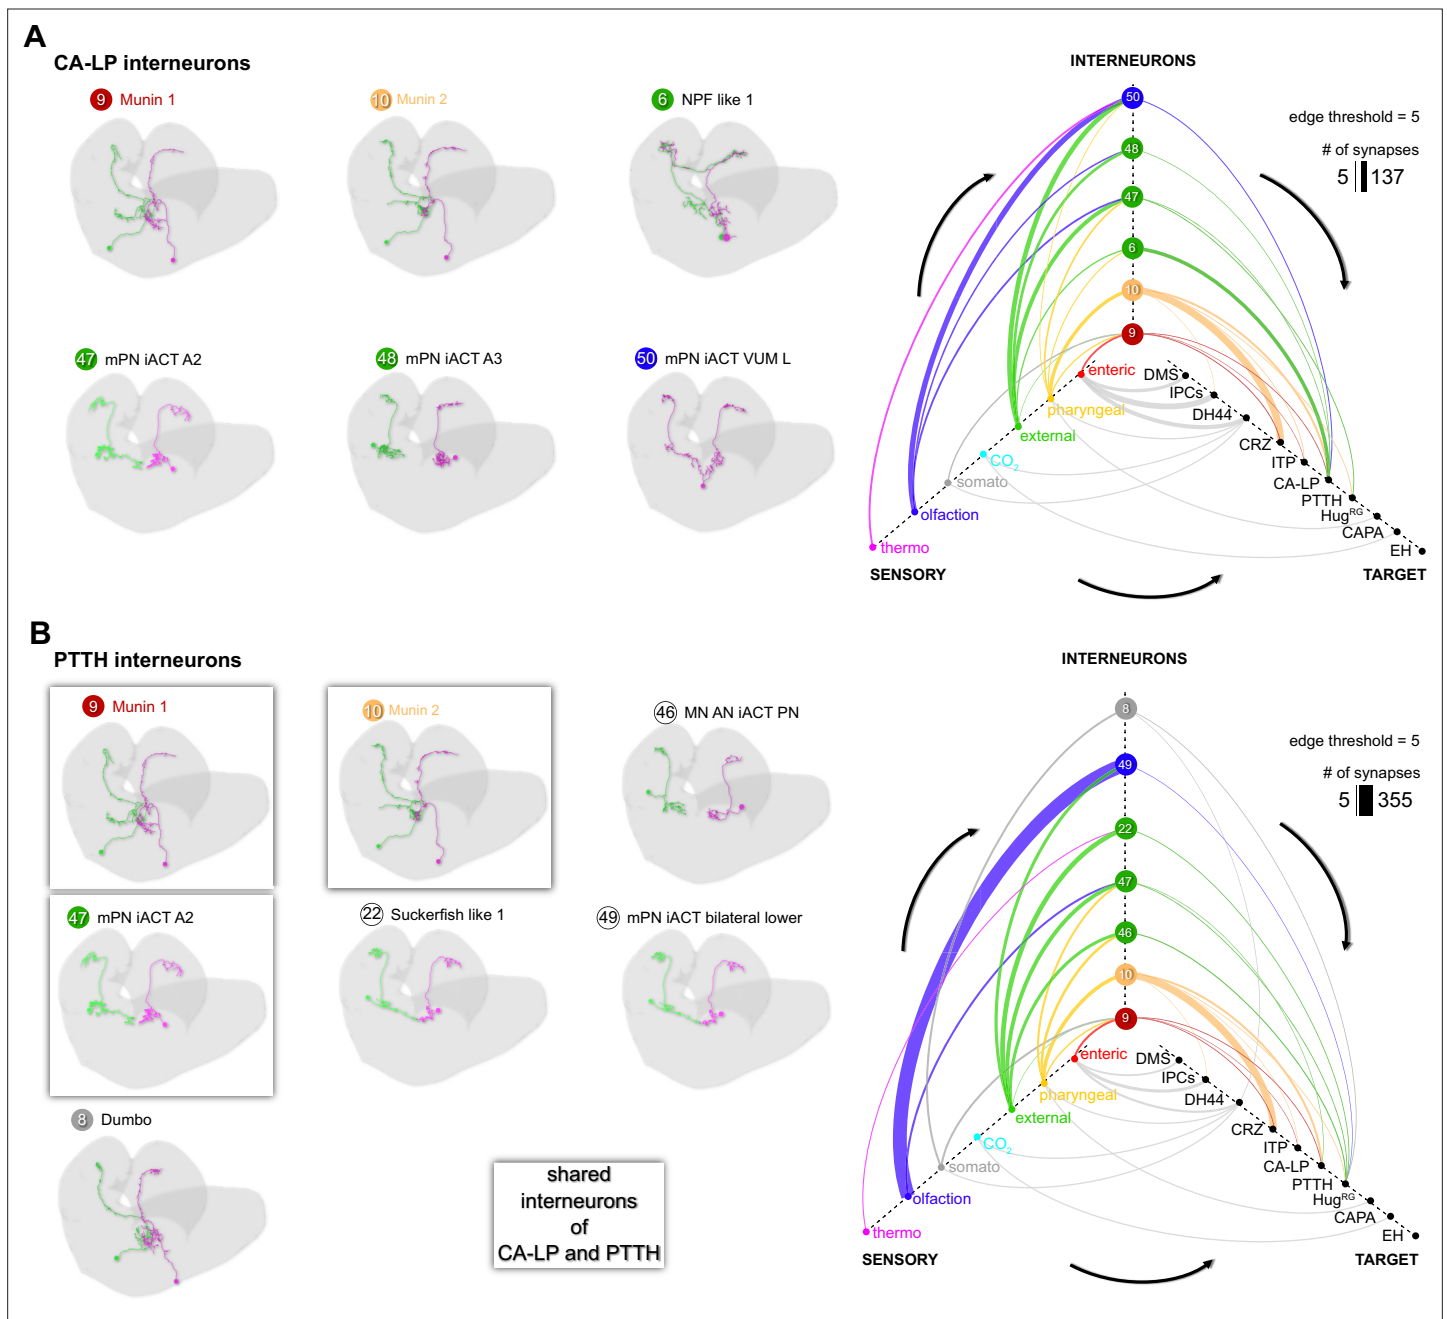 A
CA-LP interneurons
9 Munin 1
10 Munin 2
6 NPF like 1
47 mPN iACT A2
48 mPN iACT A3
50 mPN iACT VUM L
INTERNEURONS
edge threshold = 5
# of synapses
5 137
50
48
47
6
10
9
enteric
pharyngeal
external
CO2
somato
olfaction
thermo
SENSORY
DMS
IPCs
DH44
CRZ
ITP
CA-LP
PTTH
HugRG
CAPA
EH
TARGET
B
PTTH interneurons
9 Munin 1
10 Munin 2
46 MN AN iACT PN
47 mPN iACT A2
22 Suckerfish like 1
49 mPN iACT bilateral lower
8 Dumbo
shared
interneurons
of
CA-LP and PTTH
INTERNEURONS
edge threshold = 5
# of synapses
5 355
8
49
22
47
46
10
9
enteric
pharyngeal
external
CO2
somato
olfaction
thermo
SENSORY
DMS
IPCs
DH44
CRZ
ITP
CA-LP
PTTH
HugRG
CAPA
EH
TARGET